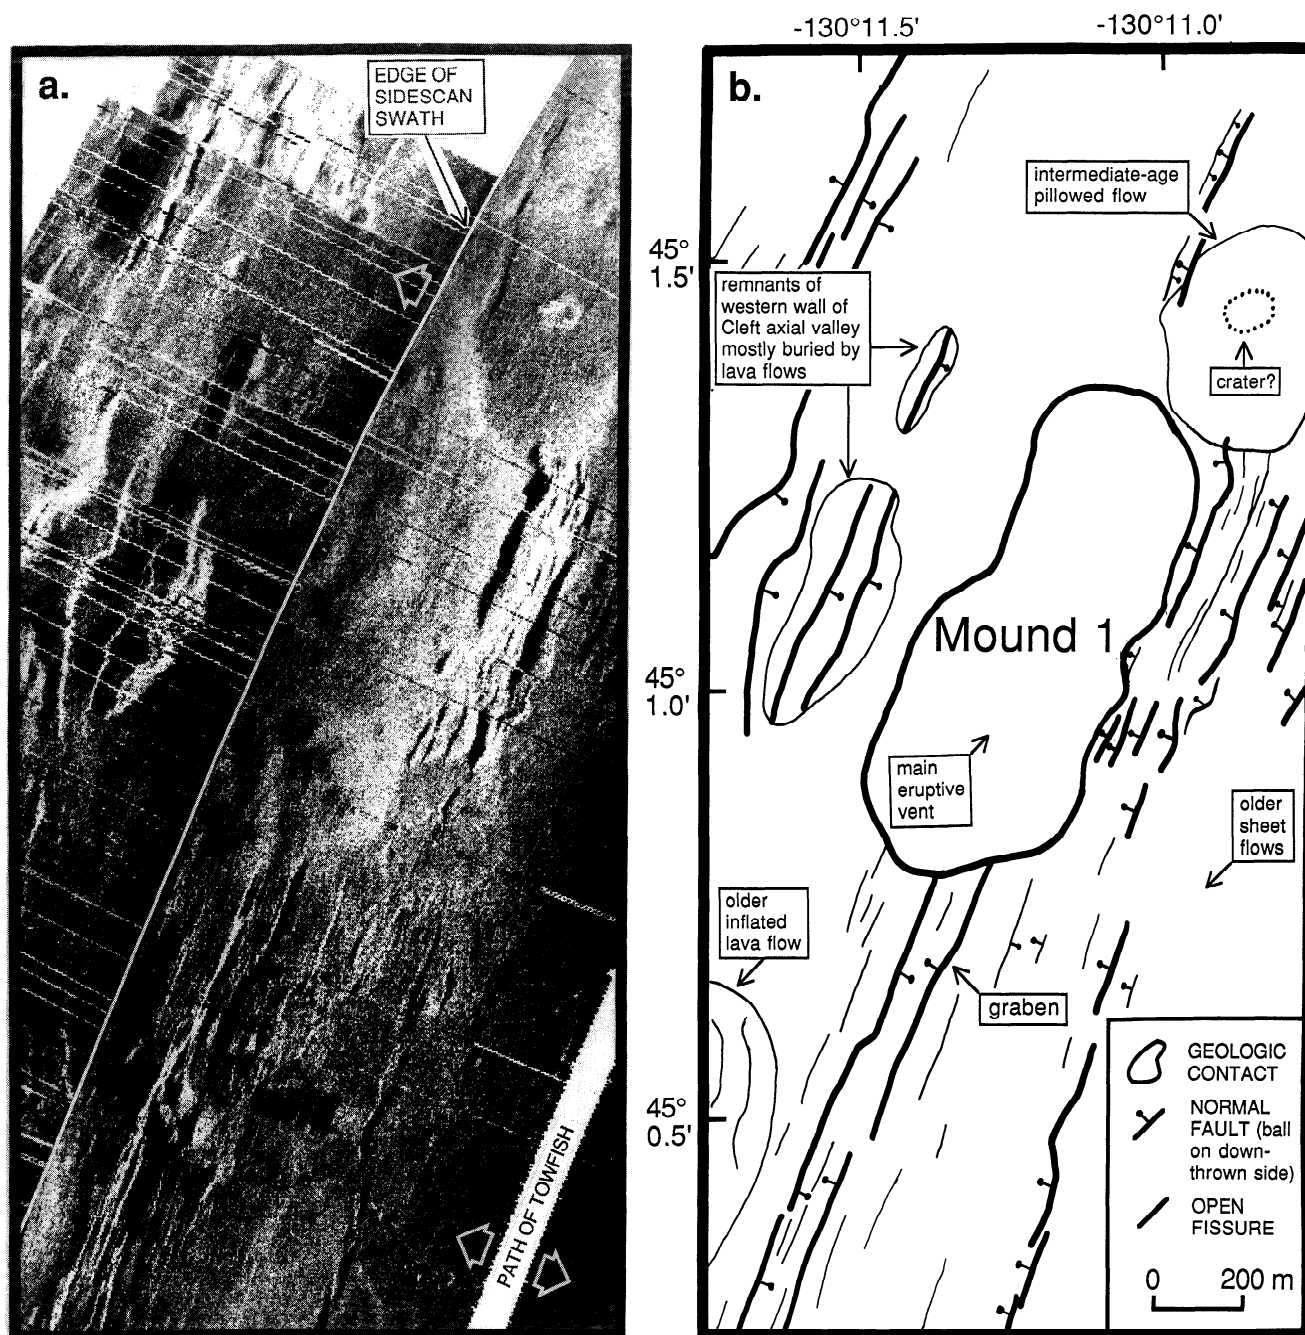 a.
EDGE OF
SIDESCAN
SWATH
PATH OF TOWFISH
-130°11.5'
-130°11.0'
b.
intermediate-age
pillowed flow
45°
1.5'
remnants of
western wall of
Cleft axial valley
mostly buried by
lava flows
crater?
Mound 1
45°
1.0'
main
eruptive
vent
older
sheet
flows
older
inflated
lava flow
graben
45°
0.5'
GEOLOGIC
CONTACT
NORMAL
FAULT (ball
on down-
thrown side)
OPEN
FISSURE
0 200 m